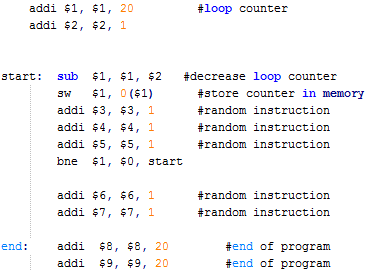 addi $1, $1, 20 #loop counter
addi $2, $2, 1
start: sub $1, $1, $2 #decrease loop counter
sw $1, 0($1) #store counter in memory
addi $3, $3, 1 #random instruction
addi $4, $4, 1 #random instruction
addi $5, $5, 1 #random instruction
bne $1, $0, start
addi $6, $6, 1 #random instruction
addi $7, $7, 1 #random instruction
end: addi $8, $8, 20 #end of program
addi $9, $9, 20 #end of program